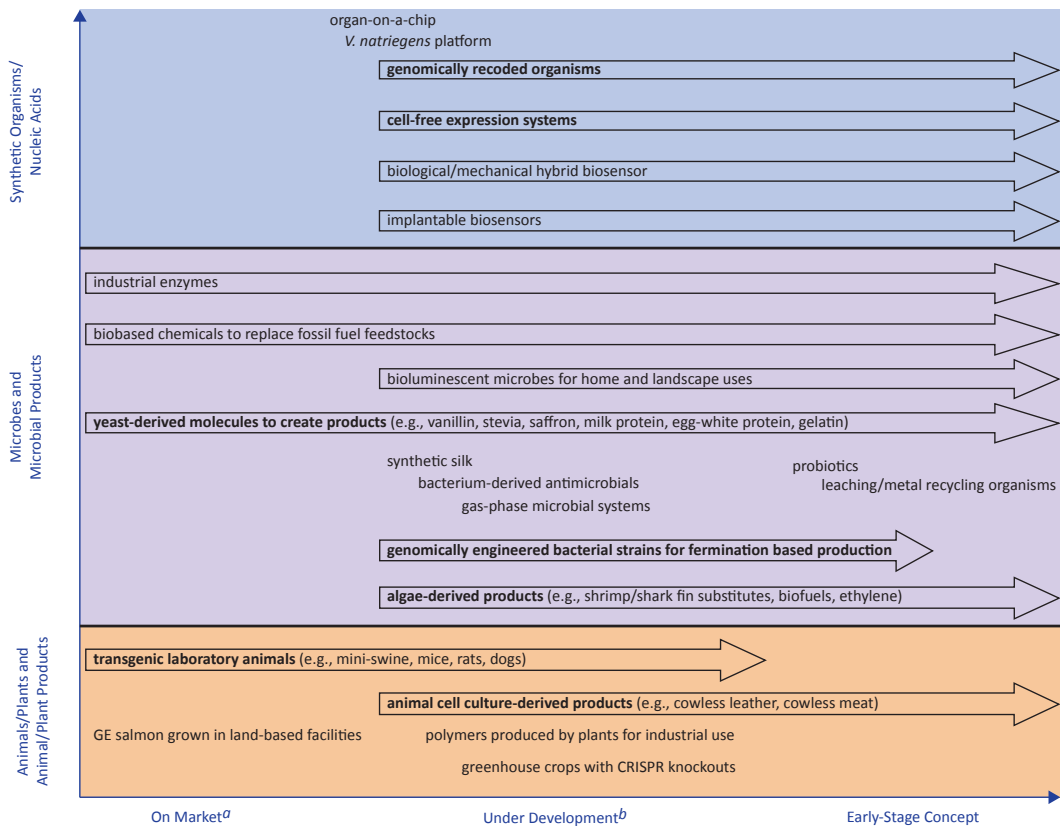 Synthetic Organisms/
Nucleic Acids
organ-on-a-chip
V. natriegens platform
genomically recoded organisms
cell-free expression systems
biological/mechanical hybrid biosensor
implantable biosensors
Microbes and
Microbial Products
industrial enzymes
biobased chemicals to replace fossil fuel feedstocks
bioluminescent microbes for home and landscape uses
yeast-derived molecules to create products (e.g., vanillin, stevia, saffron, milk protein, egg-white protein, gelatin)
synthetic silk
bacterium-derived antimicrobials
gas-phase microbial systems
probiotics
leaching/metal recycling organisms
genomically engineered bacterial strains for fermination based production
algae-derived products (e.g., shrimp/shark fin substitutes, biofuels, ethylene)
Animals/Plants and
Animal/Plant Products
transgenic laboratory animals (e.g., mini-swine, mice, rats, dogs)
animal cell culture-derived products (e.g., cowless leather, cowless meat)
GE salmon grown in land-based facilities
polymers produced by plants for industrial use
greenhouse crops with CRISPR knockouts
On Market a
Under Development b
Early-Stage Concept